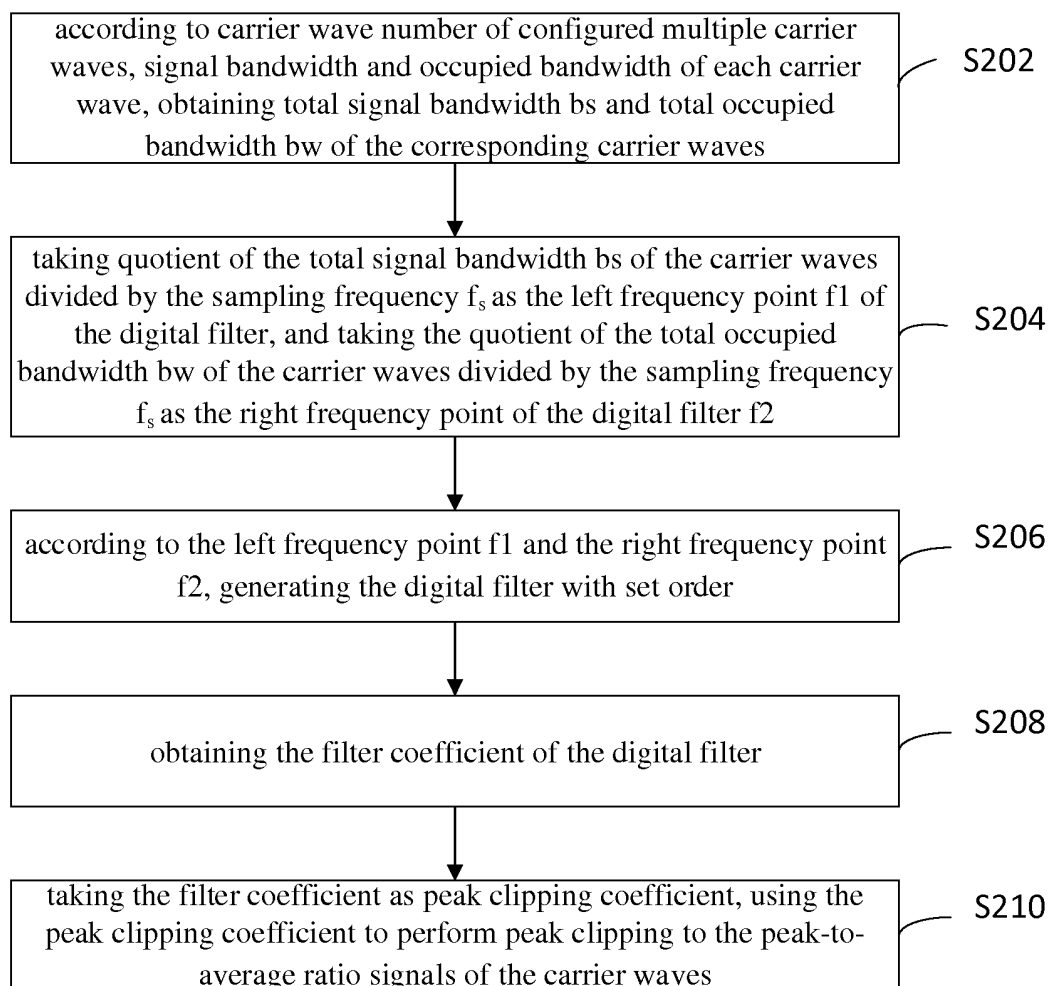 according to carrier wave number of configured multiple carrier
waves, signal bandwidth and occupied bandwidth of each carrier
wave, obtaining total signal bandwidth bs and total occupied
bandwidth bw of the corresponding carrier waves
S202
taking quotient of the total signal bandwidth bs of the carrier waves
divided by the sampling frequency fs as the left frequency point f1 of
the digital filter, and taking the quotient of the total occupied
bandwidth bw of the carrier waves divided by the sampling frequency
fs as the right frequency point of the digital filter f2
S204
according to the left frequency point f1 and the right frequency point
f2, generating the digital filter with set order
S206
obtaining the filter coefficient of the digital filter
S208
taking the filter coefficient as peak clipping coefficient, using the
peak clipping coefficient to perform peak clipping to the peak-to-
average ratio signals of the carrier waves
S210